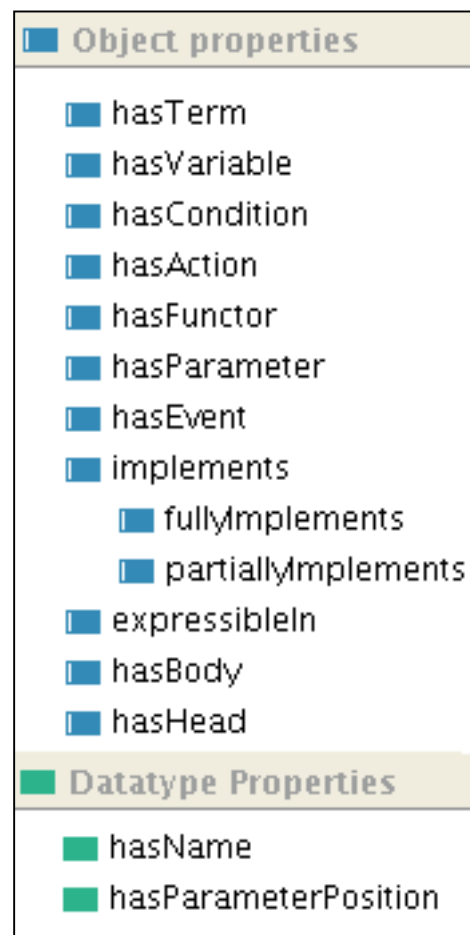 Object properties
hasTerm
hasVariable
hasCondition
hasAction
hasFunctor
hasParameter
hasEvent
implements
fullyImplements
partiallyImplements
expressibleIn
hasBody
hasHead
Datatype Properties
hasName
hasParameterPosition